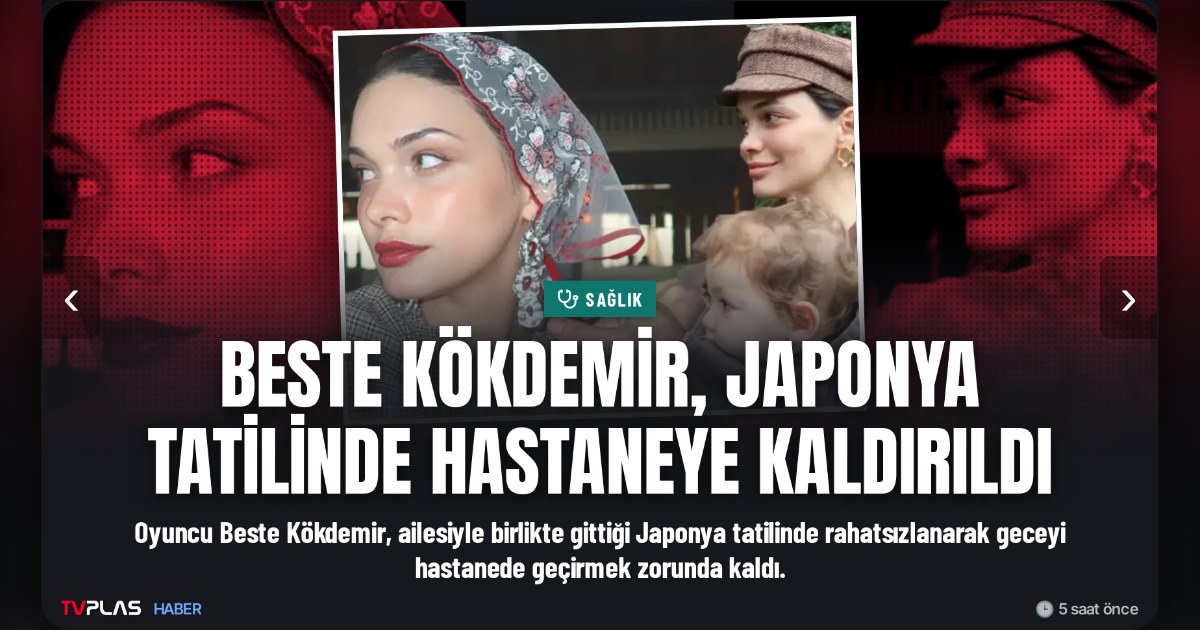 SAĞLIK
BESTE KÖKDEMİR, JAPONYA
TATİLİNDE HASTANEYE KALDIRILDI
Oyuncu Beste Kökdemir, ailesiyle birlikte gittiği Japonya tatilinde rahatsızlanarak geceyi
hastanede geçirmek zorunda kaldı.
TVPLAS HABER
5 saat önce